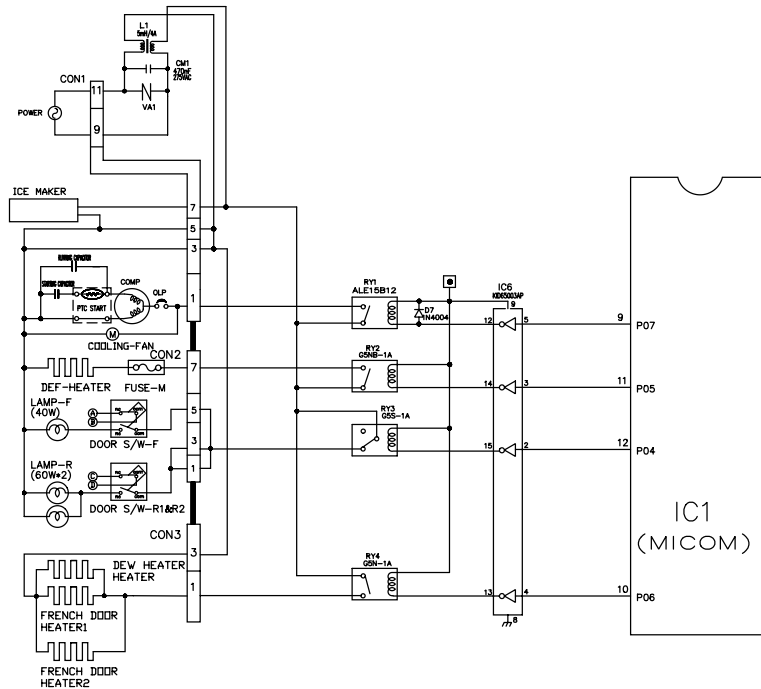 L1
5mH/4A
CM1
470nF
275VAC
CON1
11
VA1
POWER
9
ICE MAKER
7
5
3
RUNNING CAPACITOR
STARTING CAPACITOR
COMP
OLP
PTC START
1
M
COOLING-FAN
CON2
7
DEF-HEATER
FUSE-M
LAMP-F
(40W)
A
B
5
DOOR S/W-F
3
LAMP-R
(60W*2)
C
D
1
DOOR S/W-R1&R2
CON3
3
DEW HEATER
HEATER
1
FRENCH DOOR
HEATER1
FRENCH DOOR
HEATER2
RY1
ALE15B12
D7
1N4004
IC6
KID65003AP
9
12
5
9
P07
RY2
G5NB-1A
14
3
11
P05
RY3
G5S-1A
15
2
12
P04
RY4
G5N-1A
13
4
10
P06
8
IC1
(MICOM)